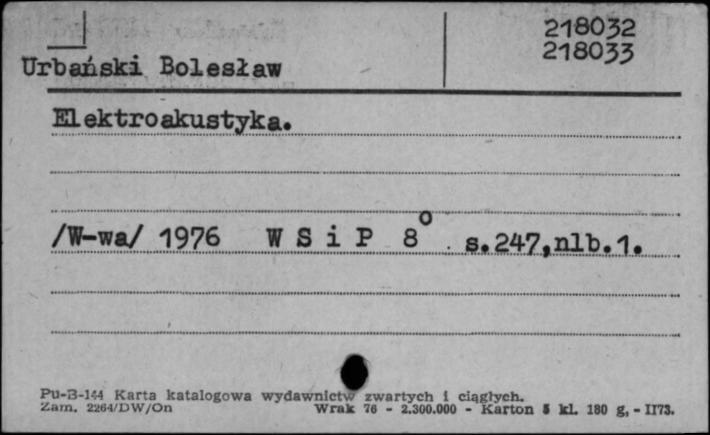 218032
218033
Urbański Bolesław
Elektroakustyka.
/W-wa/ 1976 W S i P 8° s.247,nlb.1.
Pu-B-144 Karta katalogowa wydawnictw zwartych i ciągłych.
Zam. 2264/DW/On Wrak 76 - 2.300.000 - Karton 5 kl. 180 g, - II73.